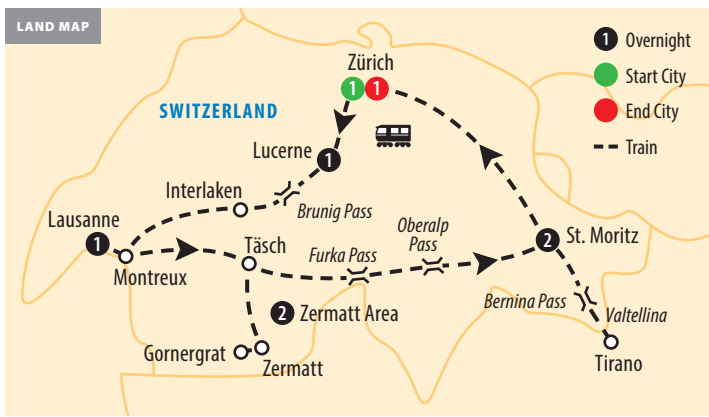 LAND MAP
1 Overnight
Start City
End City
Train
Zürich
1 1
SWITZERLAND
Lucerne
1
Interlaken
Brunig Pass
Lausanne
1
Montreux
Täsch
Furka Pass
Oberalp
Pass
2 St. Moritz
Bernina Pass
Valtellina
2 Zermatt Area
Gornergrat
Zermatt
Tirano